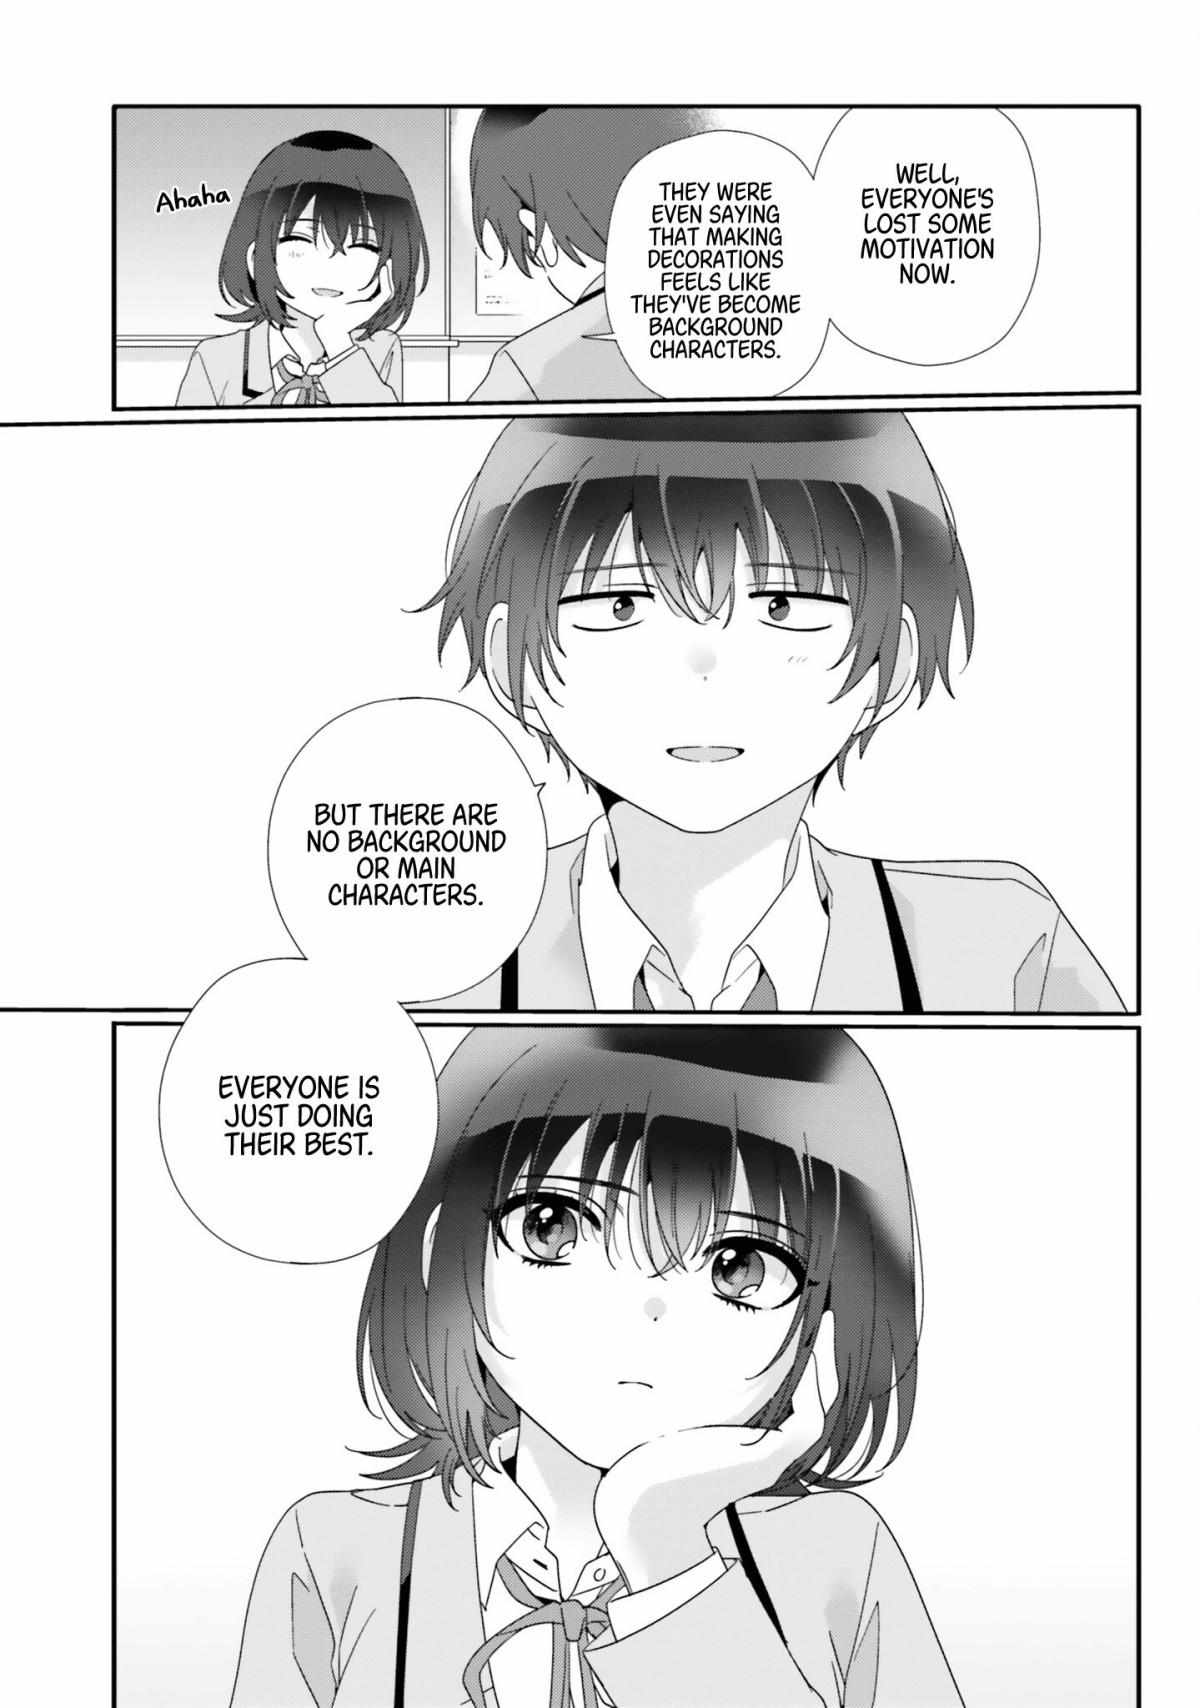 WELL,
EVERYONE'S
LOST SOME
MOTIVATION
NOW.
THEY WERE
EVEN SAYING
THAT MAKING
DECORATIONS
FEELS LIKE
THEY'VE BECOME
BACKGROUND
CHARACTERS.
Ahaha
BUT THERE ARE
NO BACKGROUND
OR MAIN
CHARACTERS.
EVERYONE IS
JUST DOING
THEIR BEST.